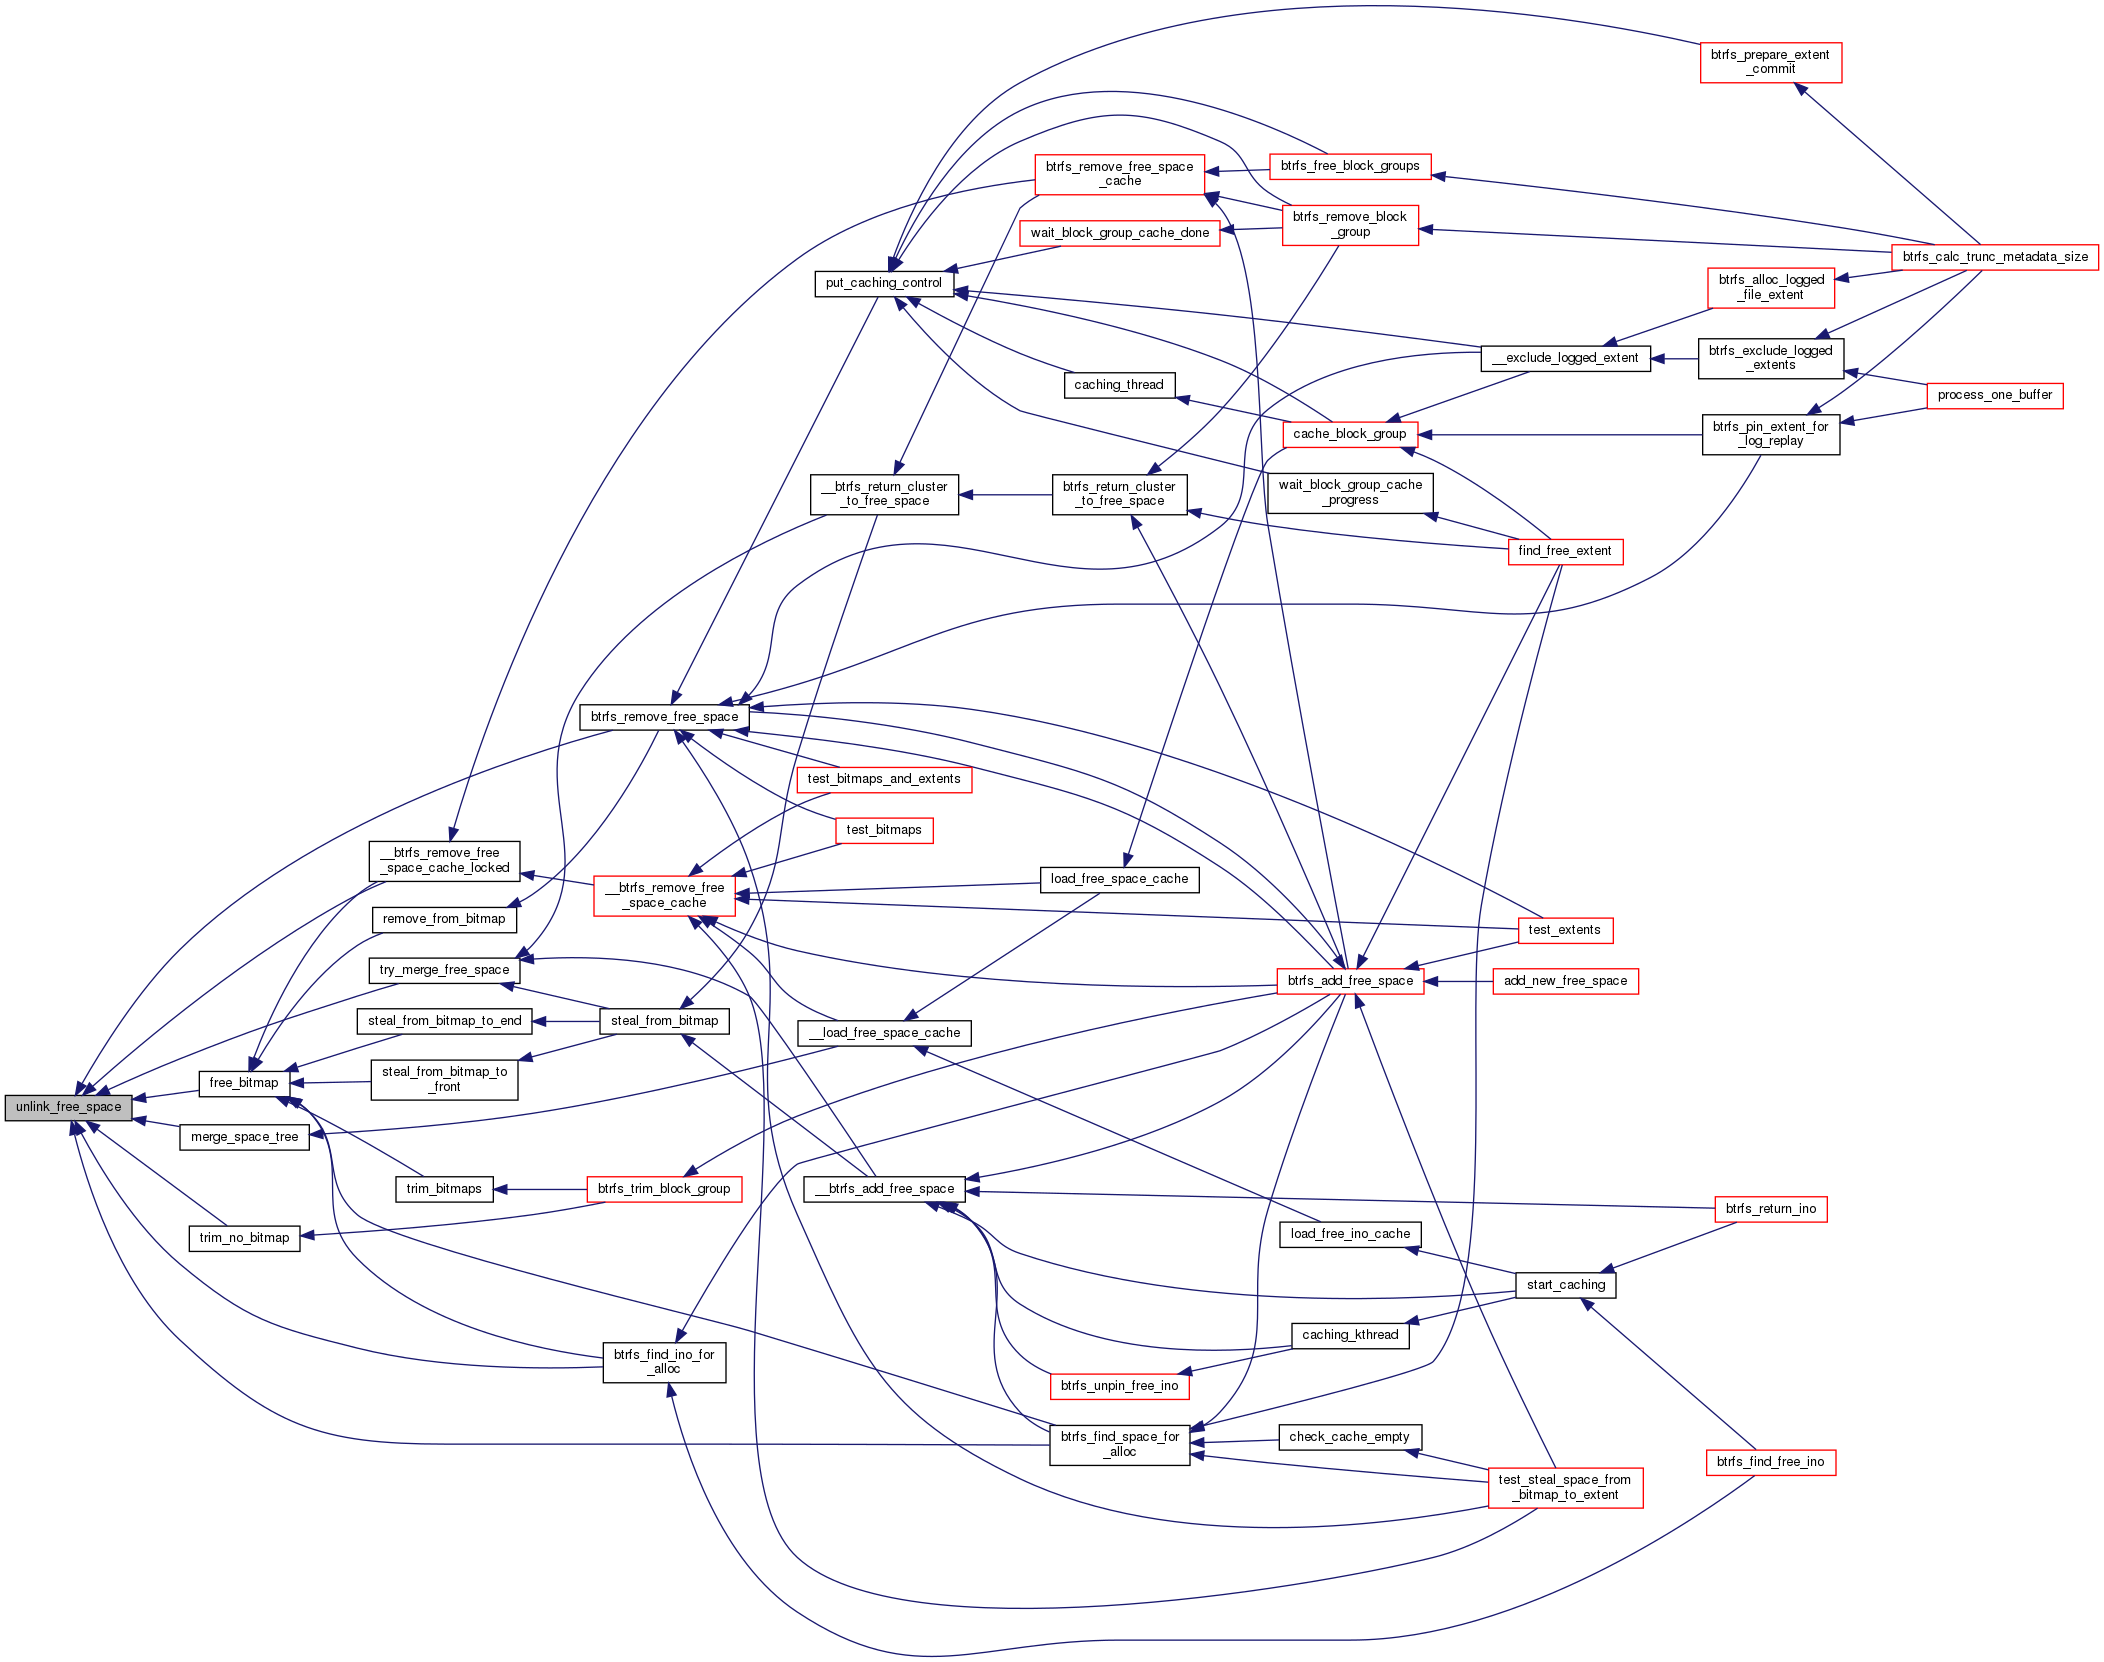 btrfs_prepare_extent
_commit
btrfs_remove_free_space
_cache
btrfs_free_block_groups
btrfs_remove_block
_group
wait_block_group_cache_done
btrfs_calc_trunc_metadata_size
put_caching_control
btrfs_alloc_logged
_file_extent
__exclude_logged_extent
btrfs_exclude_logged
_extents
caching_thread
process_one_buffer
cache_block_group
btrfs_pin_extent_for
_log_replay
__btrfs_return_cluster
_to_free_space
btrfs_return_cluster
_to_free_space
wait_block_group_cache
_progress
find_free_extent
btrfs_remove_free_space
test_bitmaps_and_extents
test_bitmaps
__btrfs_remove_free
_space_cache_locked
__btrfs_remove_free
_space_cache
load_free_space_cache
remove_from_bitmap
test_extents
try_merge_free_space
btrfs_add_free_space
add_new_free_space
steal_from_bitmap_to_end
steal_from_bitmap
__load_free_space_cache
free_bitmap
steal_from_bitmap_to
_front
unlink_free_space
merge_space_tree
trim_bitmaps
btrfs_trim_block_group
__btrfs_add_free_space
btrfs_return_ino
trim_no_bitmap
load_free_ino_cache
start_caching
caching_kthread
btrfs_find_ino_for
_alloc
btrfs_unpin_free_ino
btrfs_find_space_for
_alloc
check_cache_empty
btrfs_find_free_ino
test_steal_space_from
_bitmap_to_extent